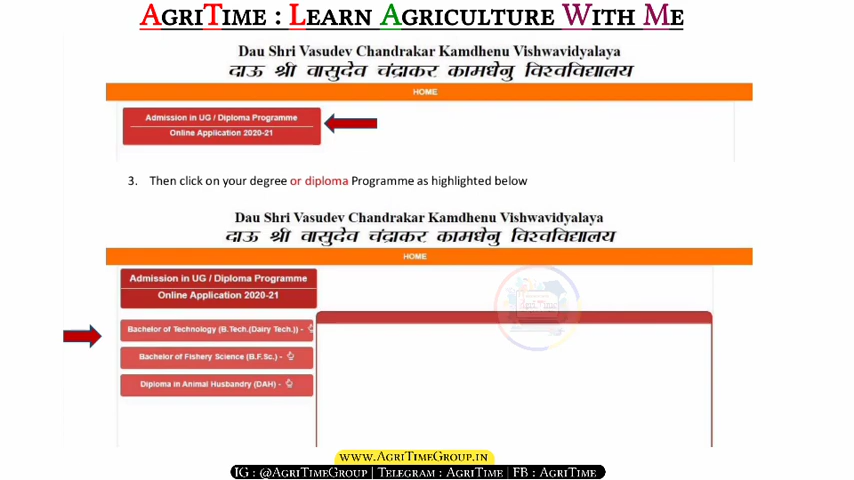 AGRITIME : LEARN AGRICULTURE WITH ME
Dau Shri Vasudev Chandrakar Kamdhenu Vishwavidyalaya
दाऊ श्री वासुदेव चंद्राकर कामधेनु विश्वविद्यालय
HOME
Admission in UG / Diploma Programme
Online Application 2020-21
3. Then click on your degree or diploma Programme as highlighted below
Dau Shri Vasudev Chandrakar Kamdhenu Vishwavidyalaya
दाऊ श्री वासुदेव चंद्राकर कामधेनु विश्वविद्यालय
HOME
Admission in UG / Diploma Programme
Online Application 2020-21
Agri Time
Bachelor of Technology (B.Tech.(Dairy Tech.)) -
Bachelor of Fishery Science (B.F.Sc.) -
Diploma in Animal Husbandry (DAH) -
WWW.AGRITIMEGROUP.IN
IG : @AGRITIMEGROUP | TELEGRAM : AGRITIME | FB : AGRITIME